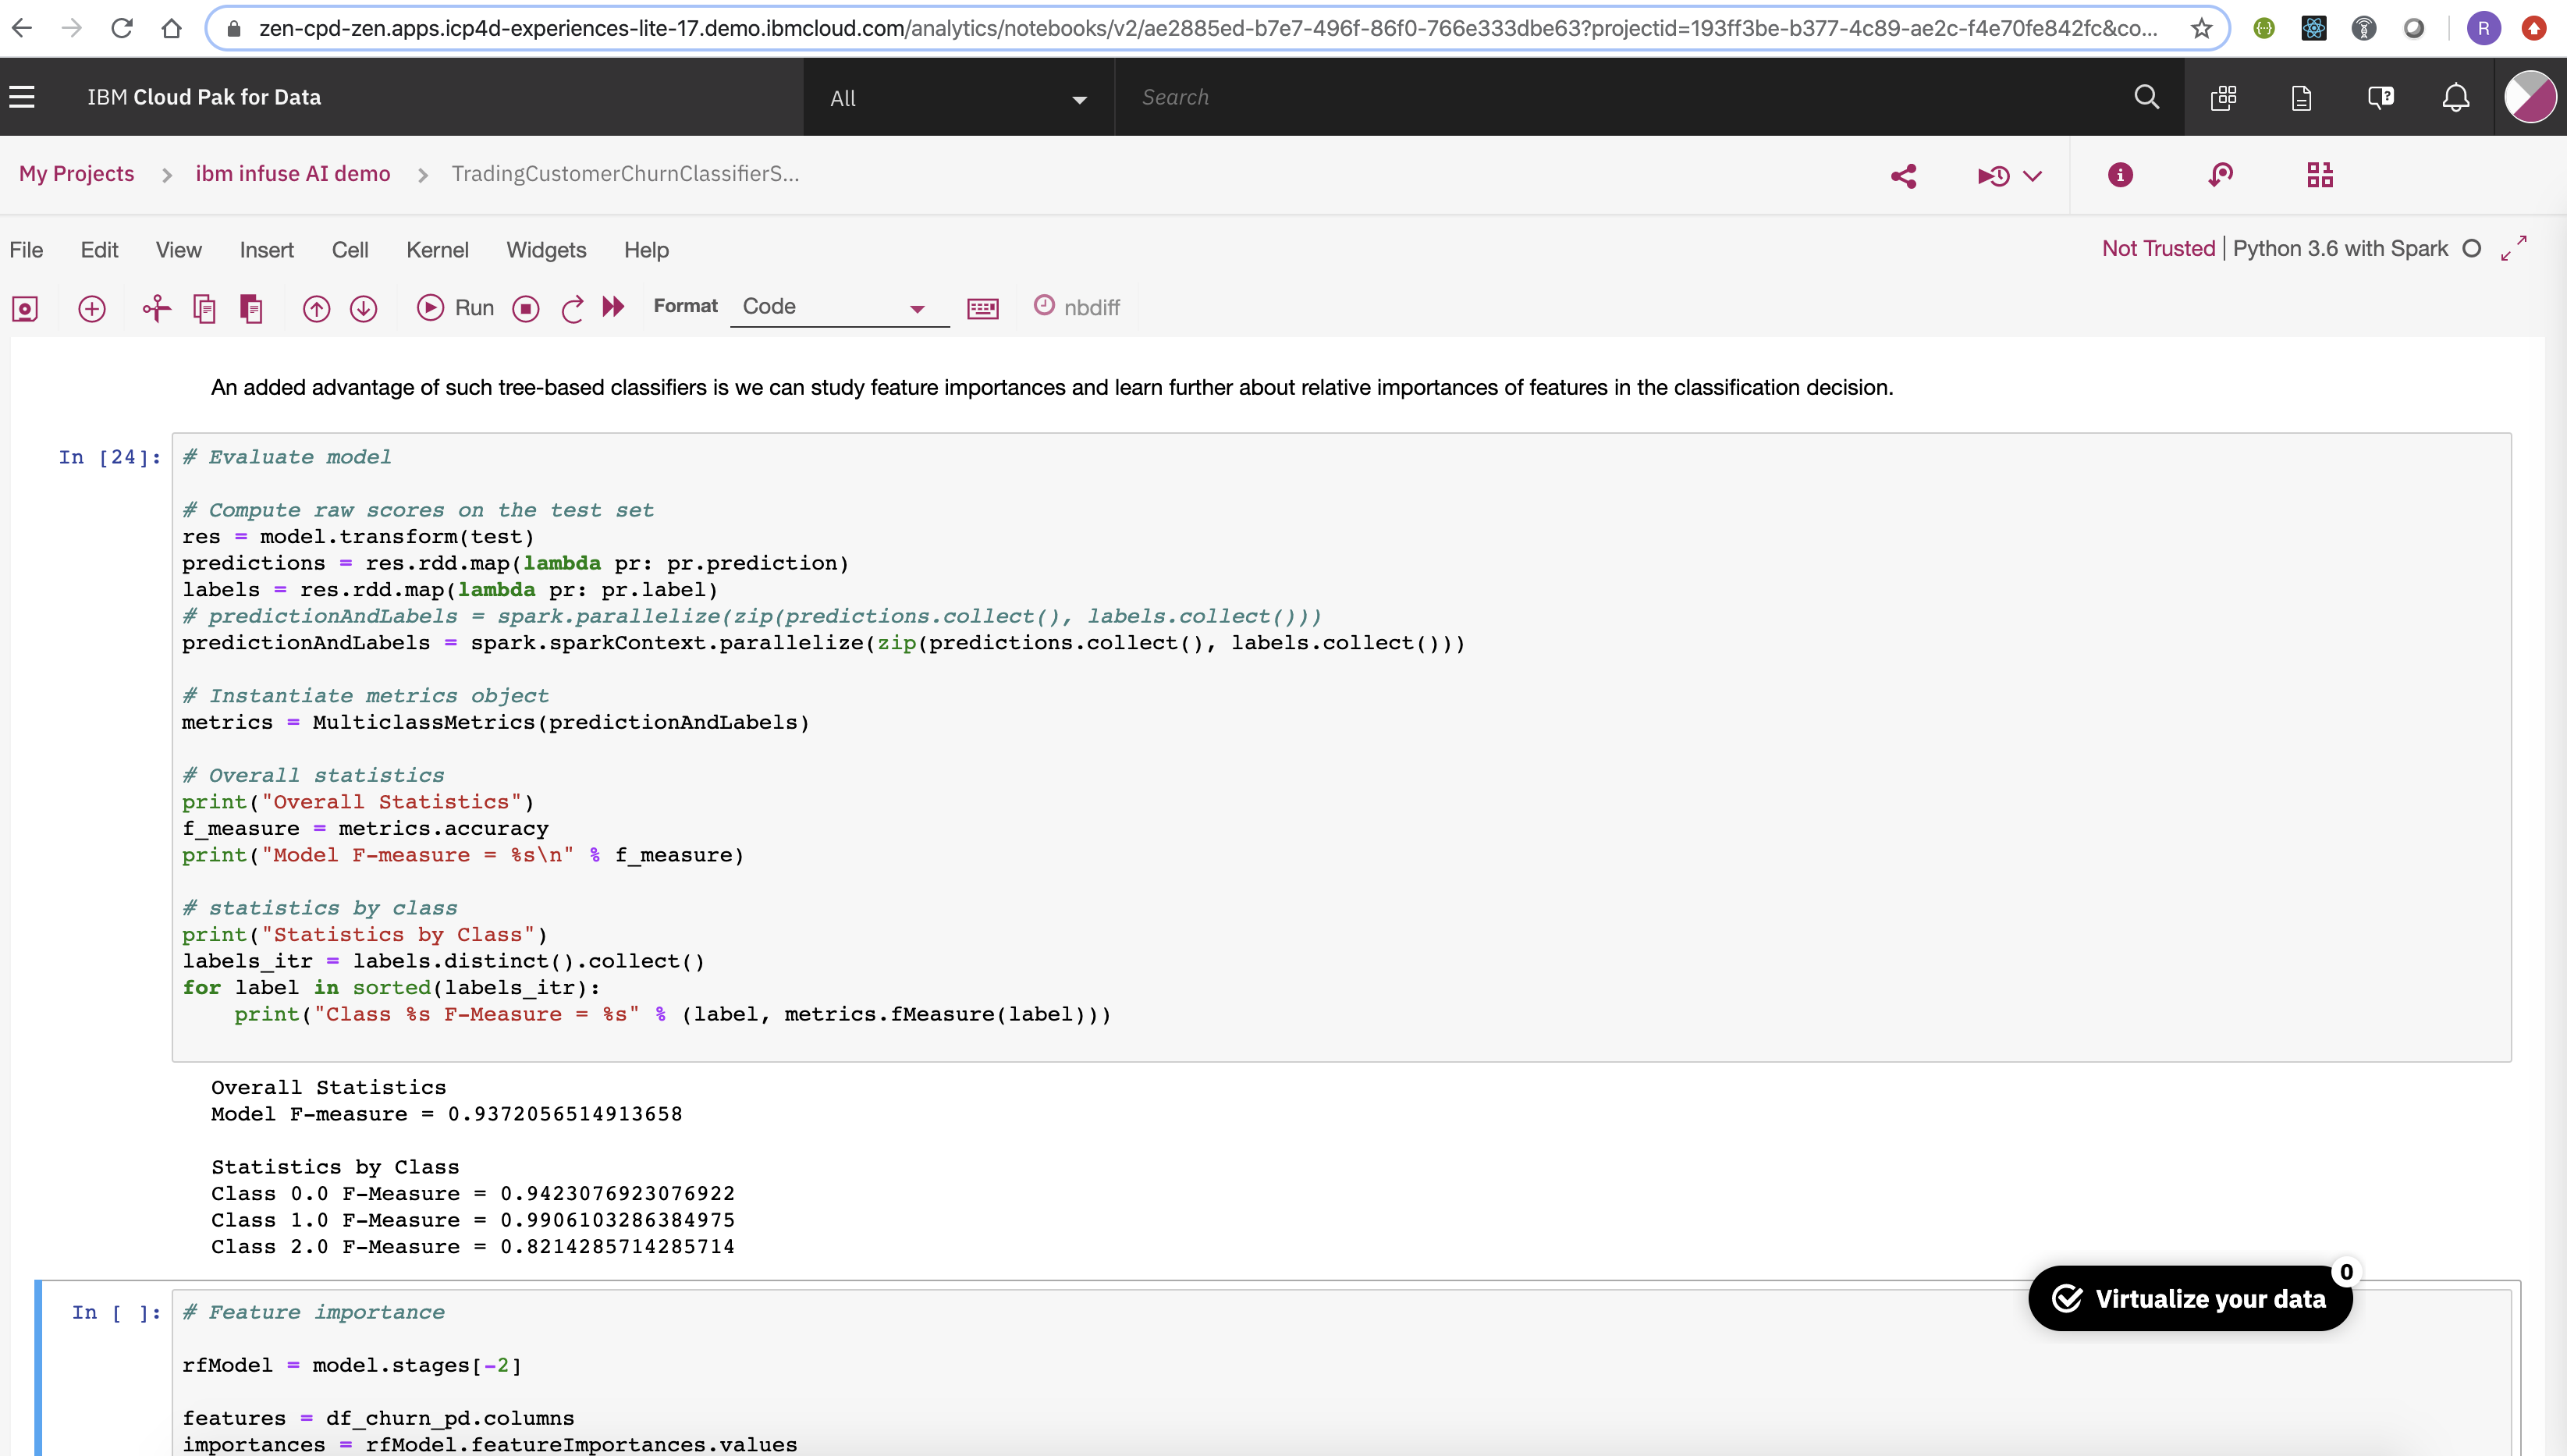 zen-cpd-zen.apps.icp4d-experiences-lite-17.demo.ibmcloud.com/analytics/notebooks/v2/ae2885ed-b7e7-496f-86f0-766e333dbe63?projectid=193ff3be-b377-4c89-ae2c-f4e70fe842fc&co...
R
IBM Cloud Pak for Data
All
Search
My Projects > ibm infuse AI demo > TradingCustomerChurnClassifierS...
File Edit View Insert Cell Kernel Widgets Help
Not Trusted | Python 3.6 with Spark
Run Format Code nbdiff
An added advantage of such tree-based classifiers is we can study feature importances and learn further about relative importances of features in the classification decision.
In [24]:
# Evaluate model
# Compute raw scores on the test set
res = model.transform(test)
predictions = res.rdd.map(lambda pr: pr.prediction)
labels = res.rdd.map(lambda pr: pr.label)
# predictionAndLabels = spark.parallelize(zip(predictions.collect(), labels.collect()))
predictionAndLabels = spark.sparkContext.parallelize(zip(predictions.collect(), labels.collect()))
# Instantiate metrics object
metrics = MulticlassMetrics(predictionAndLabels)
# Overall statistics
print("Overall Statistics")
f_measure = metrics.accuracy
print("Model F-measure = %s\n" % f_measure)
# statistics by class
print("Statistics by Class")
labels_itr = labels.distinct().collect()
for label in sorted(labels_itr):
    print("Class %s F-Measure = %s" % (label, metrics.fMeasure(label)))
Overall Statistics
Model F-measure = 0.9372056514913658
Statistics by Class
Class 0.0 F-Measure = 0.9423076923076922
Class 1.0 F-Measure = 0.9906103286384975
Class 2.0 F-Measure = 0.8214285714285714
0
Virtualize your data
In [ ]:
# Feature importance
rfModel = model.stages[-2]
features = df_churn_pd.columns
importances = rfModel.featureImportances.values